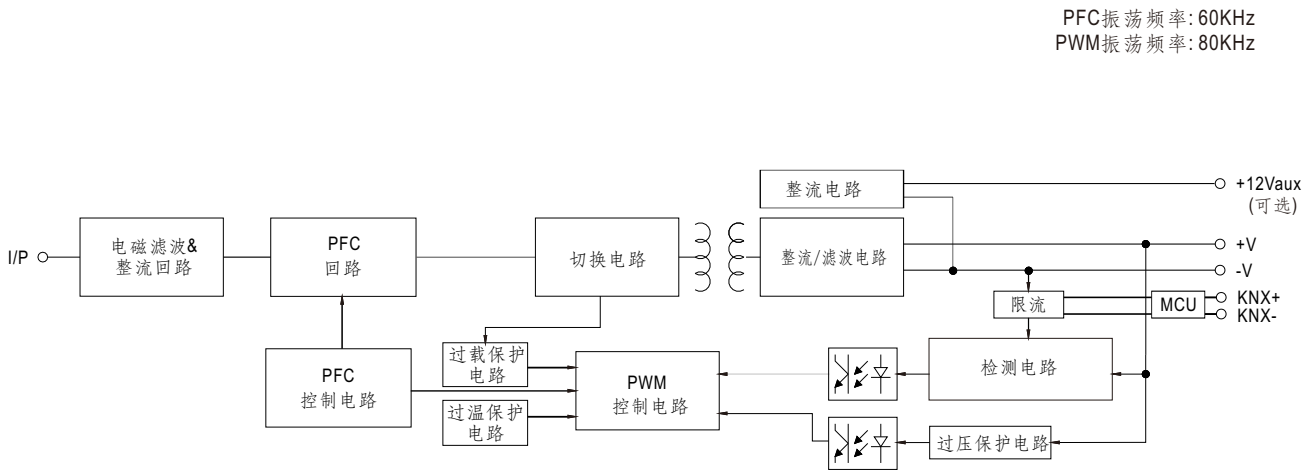 PFC振荡频率: 60KHz
PWM振荡频率: 80KHz
整流电路
+12Vaux
(可选)
I/P
电磁滤波&
整流回路
PFC
回路
切换电路
整流/滤波电路
+V
-V
限流
MCU
KNX+
KNX-
PFC
控制电路
过载保护
电路
过温保护
电路
PWM
控制电路
检测电路
过压保护电路